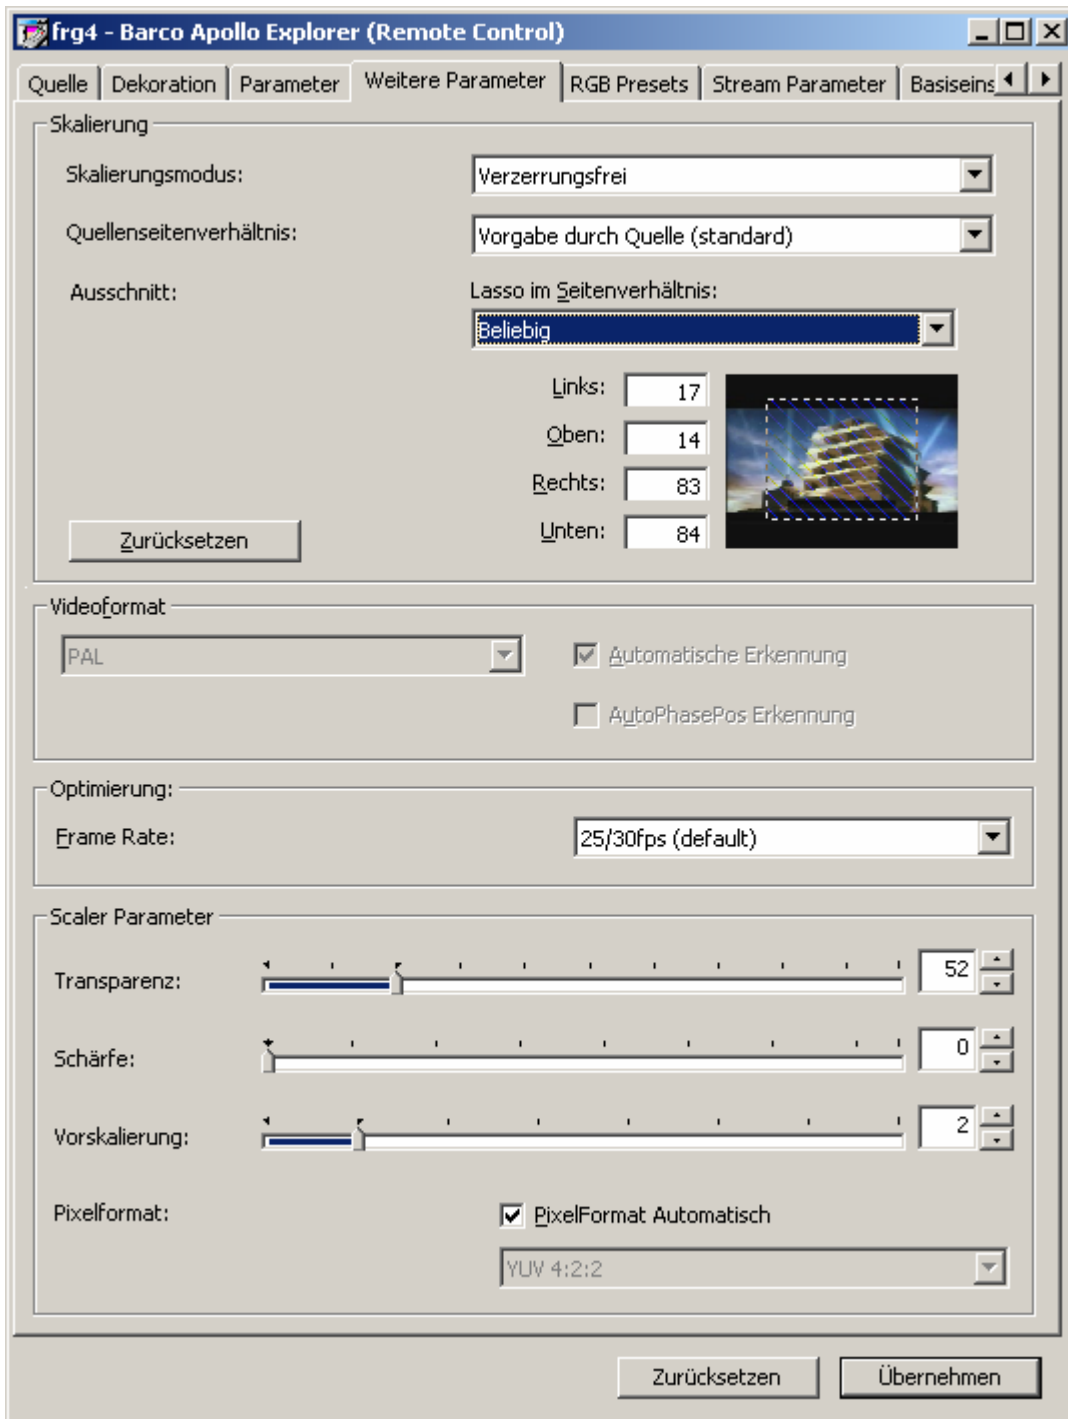 frg4 - Barco Apollo Explorer (Remote Control)
Quelle Dekoration Parameter Weitere Parameter RGB Presets Stream Parameter Basiseins
Skalierung
Skalierungsmodus: Verzerrungsfrei
Quellenseitenverhältnis: Vorgabe durch Quelle (standard)
Ausschnitt: Lasso im Seitenverhältnis:
Beliebig
Links: 17
Oben: 14
Rechts: 83
Unten: 84
Zurücksetzen
Videoformat
PAL Automatische Erkennung
AutoPhasePos Erkennung
Optimierung:
Frame Rate: 25/30fps (default)
Scaler Parameter
Transparenz: 52
Schärfe: 0
Vorskalierung: 2
Pixelformat: PixelFormat Automatisch
YUV 4:2:2
Zurücksetzen Übernehmen